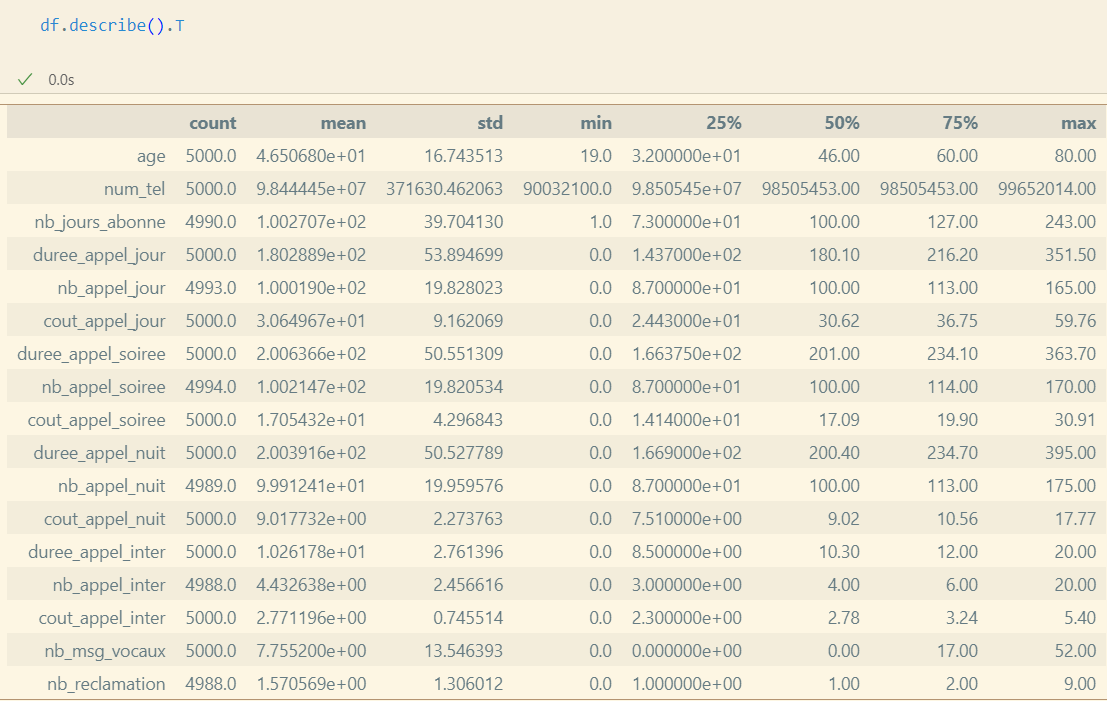 df.describe().T
0.0s
count mean std min 25% 50% 75% max
age 5000.0 4.650680e+01 16.743513 19.0 3.200000e+01 46.00 60.00 80.00
num_tel 5000.0 9.844445e+07 371630.462063 90032100.0 9.850545e+07 98505453.00 98505453.00 99652014.00
nb_jours_abonne 4990.0 1.002707e+02 39.704130 1.0 7.300000e+01 100.00 127.00 243.00
duree_appel_jour 5000.0 1.802889e+02 53.894699 0.0 1.437000e+02 180.10 216.20 351.50
nb_appel_jour 4993.0 1.000190e+02 19.828023 0.0 8.700000e+01 100.00 113.00 165.00
cout_appel_jour 5000.0 3.064967e+01 9.162069 0.0 2.443000e+01 30.62 36.75 59.76
duree_appel_soiree 5000.0 2.006366e+02 50.551309 0.0 1.663750e+02 201.00 234.10 363.70
nb_appel_soiree 4994.0 1.002147e+02 19.820534 0.0 8.700000e+01 100.00 114.00 170.00
cout_appel_soiree 5000.0 1.705432e+01 4.296843 0.0 1.414000e+01 17.09 19.90 30.91
duree_appel_nuit 5000.0 2.003916e+02 50.527789 0.0 1.669000e+02 200.40 234.70 395.00
nb_appel_nuit 4989.0 9.991241e+01 19.959576 0.0 8.700000e+01 100.00 113.00 175.00
cout_appel_nuit 5000.0 9.017732e+00 2.273763 0.0 7.510000e+00 9.02 10.56 17.77
duree_appel_inter 5000.0 1.026178e+01 2.761396 0.0 8.500000e+00 10.30 12.00 20.00
nb_appel_inter 4988.0 4.432638e+00 2.456616 0.0 3.000000e+00 4.00 6.00 20.00
cout_appel_inter 5000.0 2.771196e+00 0.745514 0.0 2.300000e+00 2.78 3.24 5.40
nb_msg_vocaux 5000.0 7.755200e+00 13.546393 0.0 0.000000e+00 0.00 17.00 52.00
nb_reclamation 4988.0 1.570569e+00 1.306012 0.0 1.000000e+00 1.00 2.00 9.00